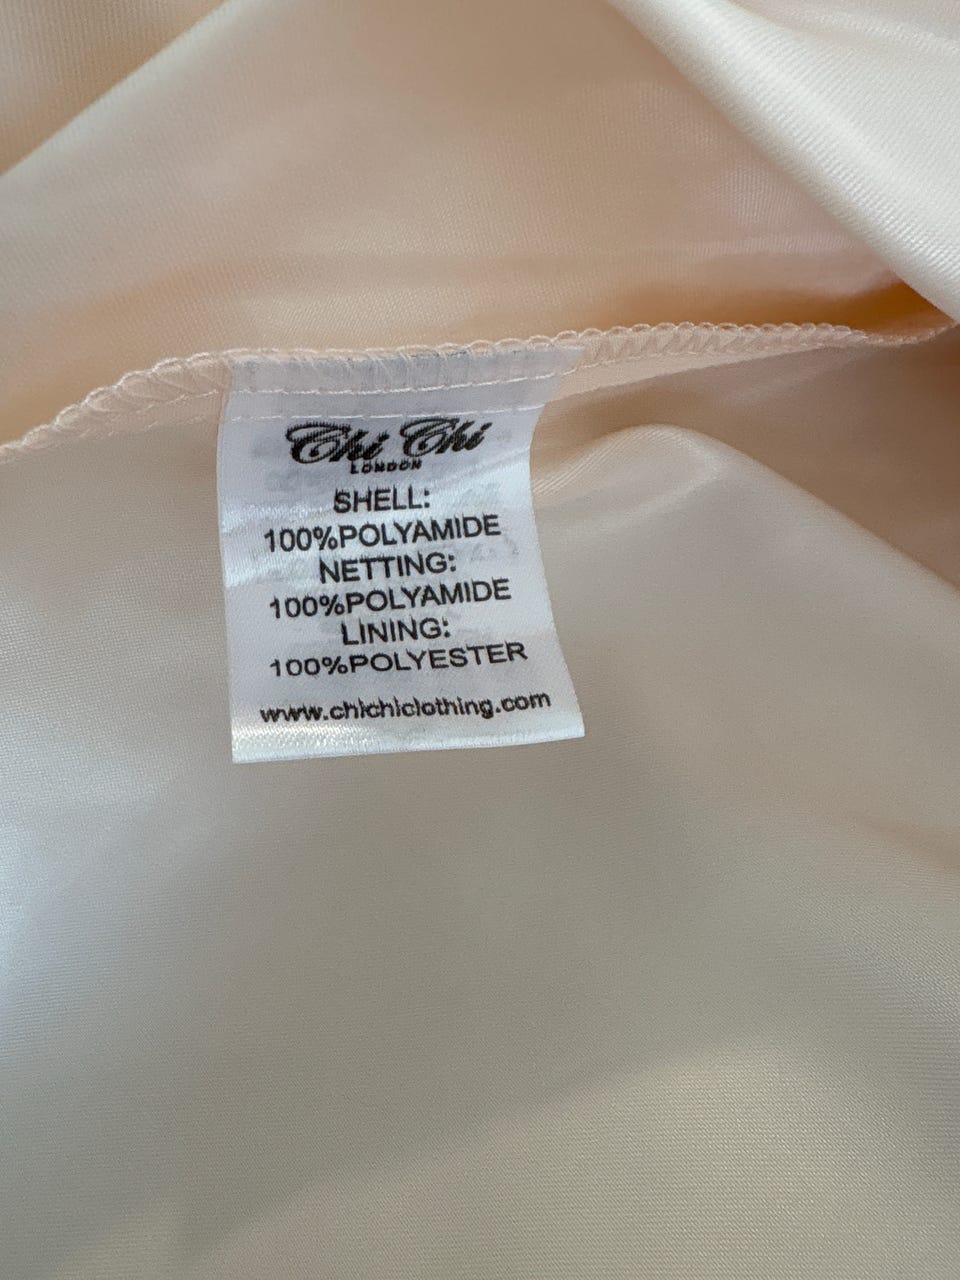 Chi Chi
LONDON
SHELL:
100%POLYAMIDE
NETTING:
100%POLYAMIDE
LINING:
100%POLYESTER
www.chichiclothing.com